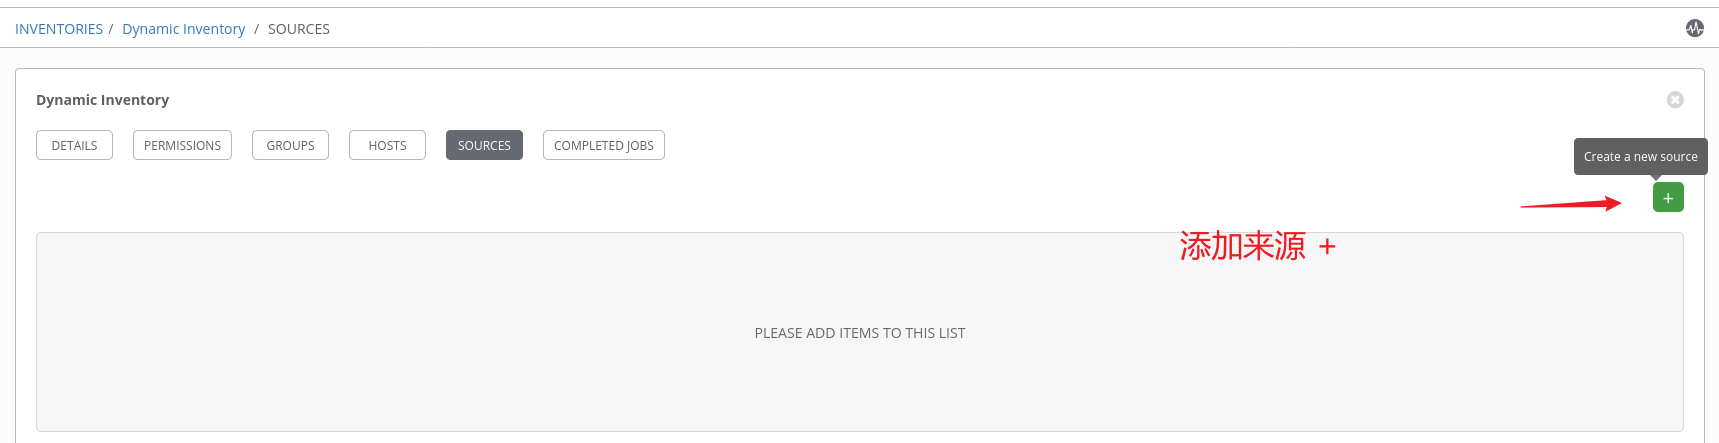 INVENTORIES / Dynamic Inventory / SOURCES
Dynamic Inventory
DETAILS PERMISSIONS GROUPS HOSTS SOURCES COMPLETED JOBS
Create a new source
+
添加来源 +
PLEASE ADD ITEMS TO THIS LIST